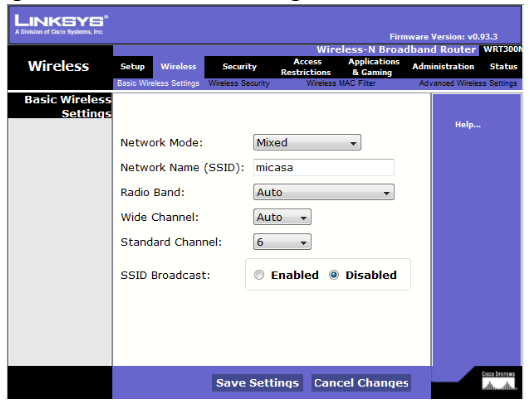 LINKSYS®
A Division of Cisco Systems, Inc.
Firmware Version: v0.93.3
Wireless-N Broadband Router WRT300N
Wireless
Setup Wireless Security Access Restrictions Applications & Gaming Administration Status
Basic Wireless Settings Wireless Security Wireless MAC Filter Advanced Wireless Settings
Basic Wireless
Settings
Help...
Network Mode: Mixed
Network Name (SSID): micasa
Radio Band: Auto
Wide Channel: Auto
Standard Channel: 6
SSID Broadcast: Enabled Disabled
Save Settings Cancel Changes
CISCO SYSTEMS